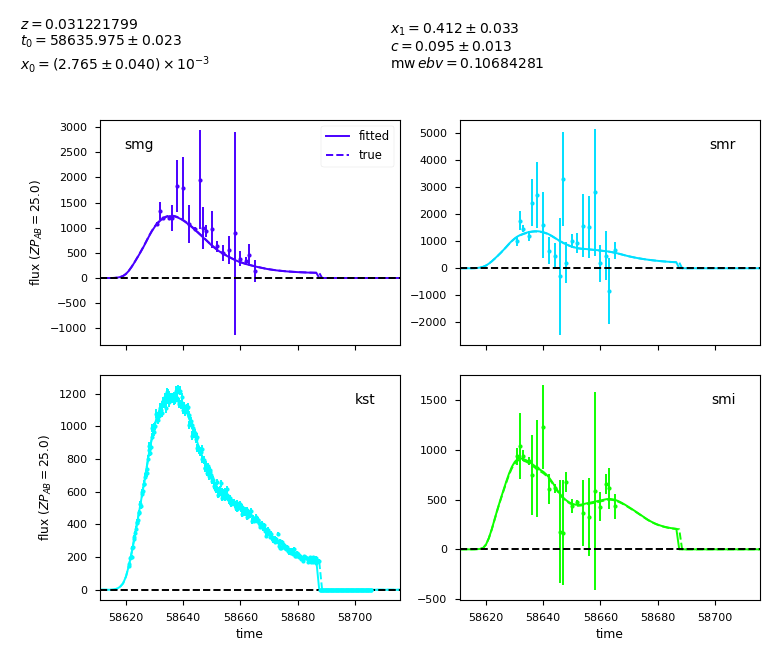 z = 0.031221799
t₀ = 58635.975 ± 0.023
x₀ = (2.765 ± 0.040) × 10⁻³
x₁ = 0.412 ± 0.033
c = 0.095 ± 0.013
mw ebv = 0.10684281
smg
fitted
true
3000
2500
2000
1500
1000
500
0
−500
−1000
flux (ZP_AB = 25.0)
smr
5000
4000
3000
2000
1000
0
−1000
−2000
kst
1200
1000
800
600
400
200
0
flux (ZP_AB = 25.0)
58620 58640 58660 58680 58700
time
smi
1500
1000
500
0
−500
58620 58640 58660 58680 58700
time